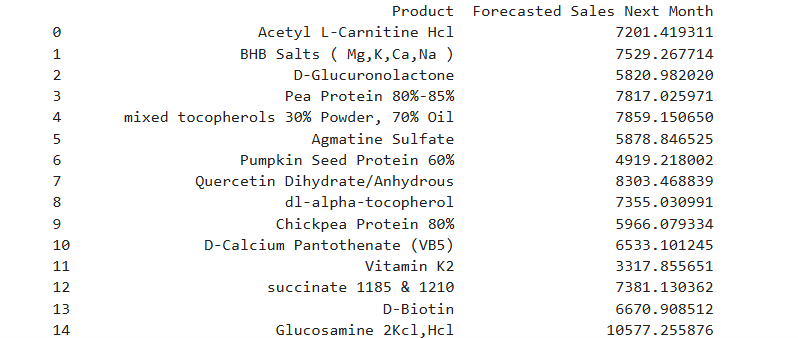 Product Forecasted Sales Next Month
0 Acetyl L-Carnitine Hcl 7201.419311
1 BHB Salts ( Mg,K,Ca,Na ) 7529.267714
2 D-Glucuronolactone 5820.982020
3 Pea Protein 80%-85% 7817.025971
4 mixed tocopherols 30% Powder, 70% Oil 7859.150650
5 Agmatine Sulfate 5878.846525
6 Pumpkin Seed Protein 60% 4919.218002
7 Quercetin Dihydrate/Anhydrous 8303.468839
8 dl-alpha-tocopherol 7355.030991
9 Chickpea Protein 80% 5966.079334
10 D-Calcium Pantothenate (VB5) 6533.101245
11 Vitamin K2 3317.855651
12 succinate 1185 & 1210 7381.130362
13 D-Biotin 6670.908512
14 Glucosamine 2Kcl,Hcl 10577.255876